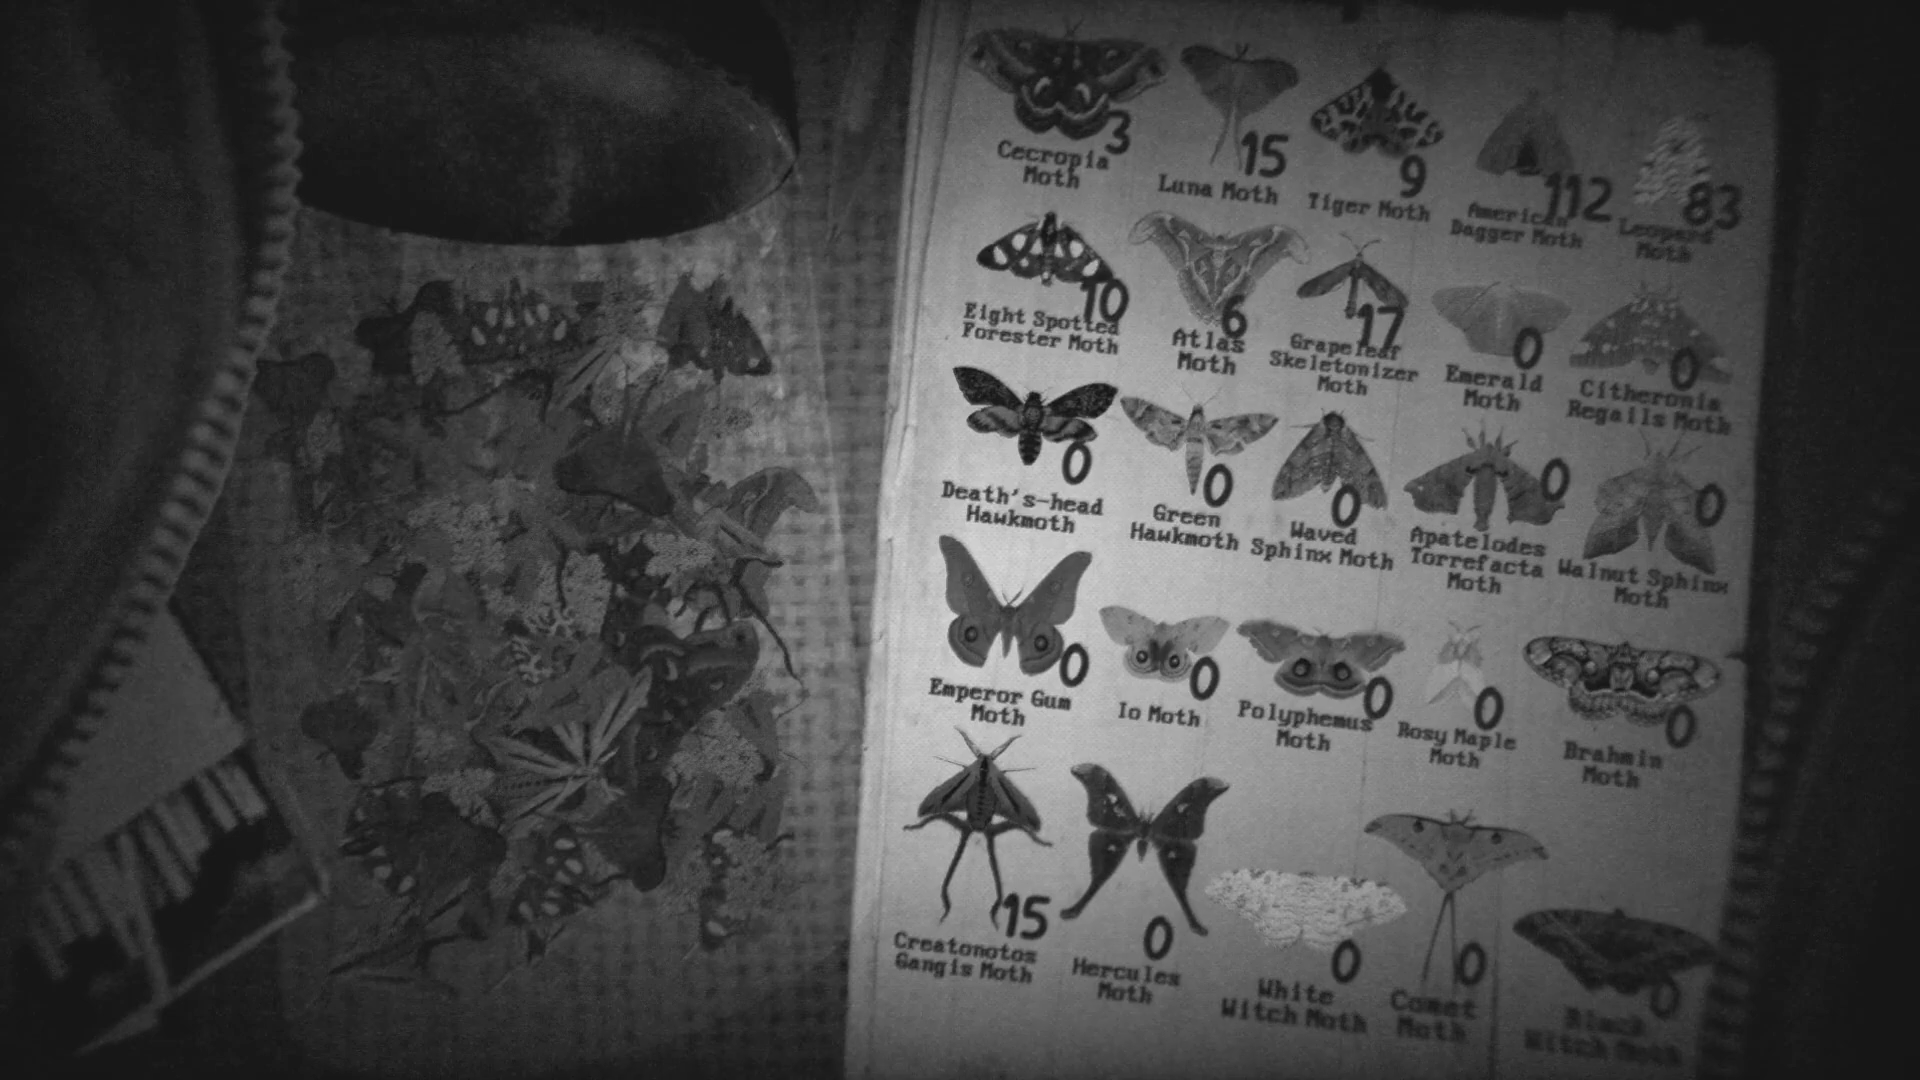 3
Cecropia
Moth
15
Luna Moth
9
Tiger Moth
112
American
Dagger Moth
83
Leopard
Moth
10
Eight Spotted
Forester Moth
6
Atlas
Moth
17
Grapeleaf
Skeletonizer
Moth
0
Emerald
Moth
0
Citheronia
Regails Moth
0
Death's-head
Hawkmoth
0
Green
Hawkmoth
0
Waved
Sphinx Moth
0
Apatelodes
Torrefacta
Moth
0
Walnut Sphinx
Moth
0
Emperor Gum
Moth
0
Io Moth
0
Polyphemus
Moth
0
Rosy Maple
Moth
0
Brahmin
Moth
15
Creatonotos
Gangis Moth
0
Hercules
Moth
0
White
Witch Moth
0
Comet
Moth
0
Black
Witch Moth